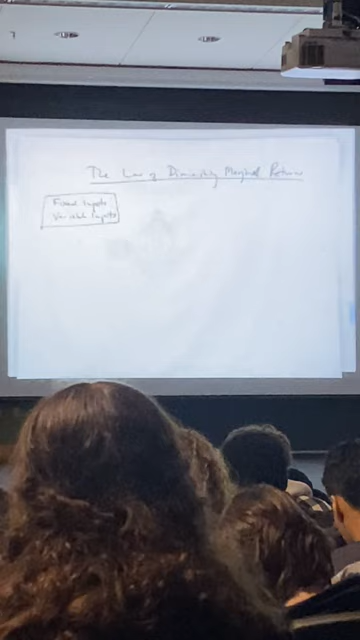 The Law of Diminishing Marginal Returns
Fixed inputs
Variable inputs